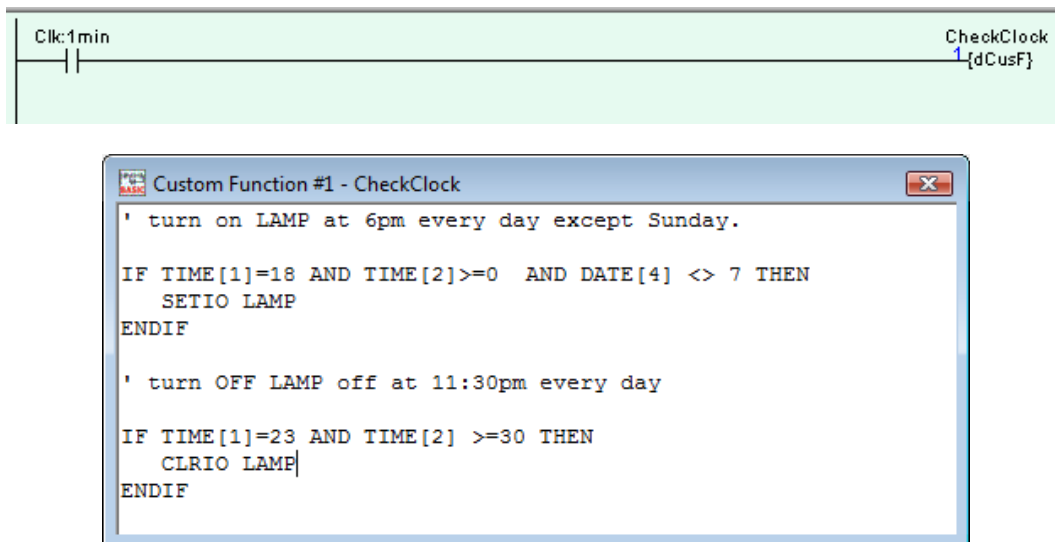 Clk:1min
CheckClock
1 {dCusF}
Custom Function #1 - CheckClock
' turn on LAMP at 6pm every day except Sunday.
IF TIME[1]=18 AND TIME[2]>=0  AND DATE[4] <> 7 THEN
   SETIO LAMP
ENDIF
' turn OFF LAMP off at 11:30pm every day
IF TIME[1]=23 AND TIME[2] >=30 THEN
   CLRIO LAMP
ENDIF